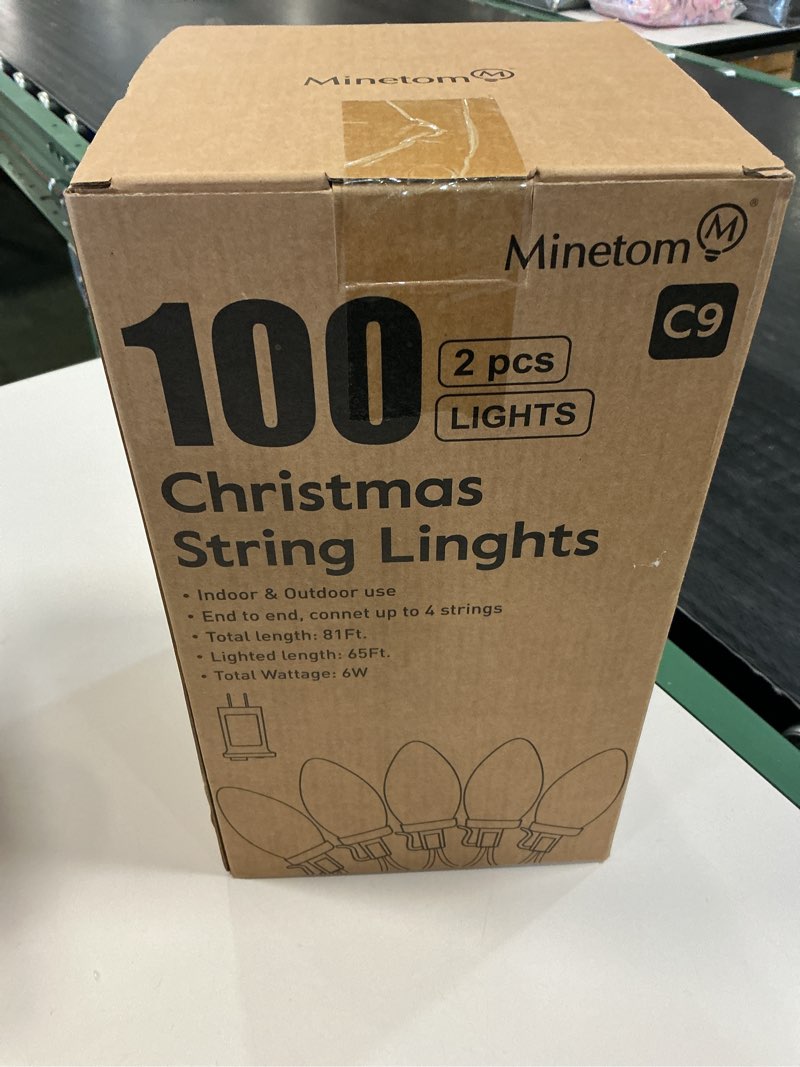 Minetom M
Minetom M ®
C9
100
2 pcs
LIGHTS
Christmas
String Linghts
• Indoor & Outdoor use
• End to end, connet up to 4 strings
• Total length: 81Ft.
• Lighted length: 65Ft.
• Total Wattage: 6W